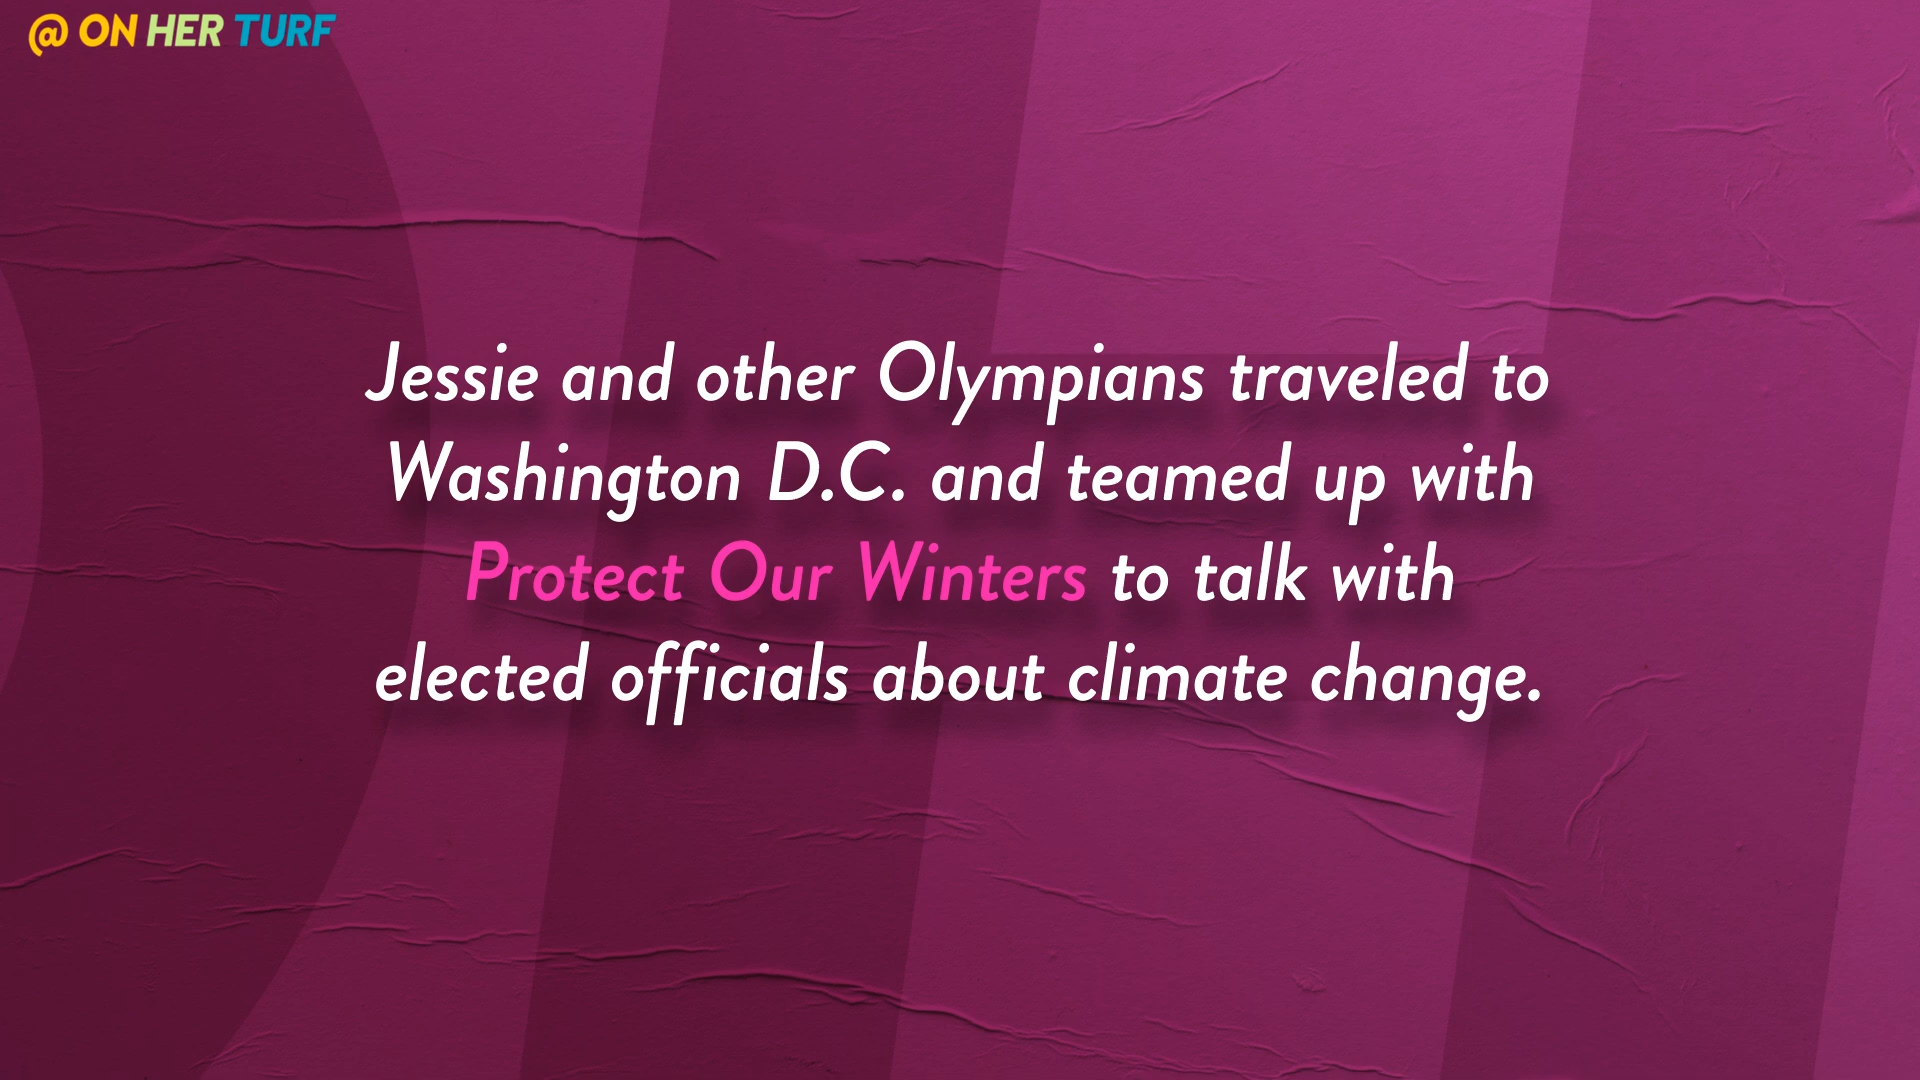 @ ON HER TURF
Jessie and other Olympians traveled to
Washington D.C. and teamed up with
Protect Our Winters to talk with
elected officials about climate change.